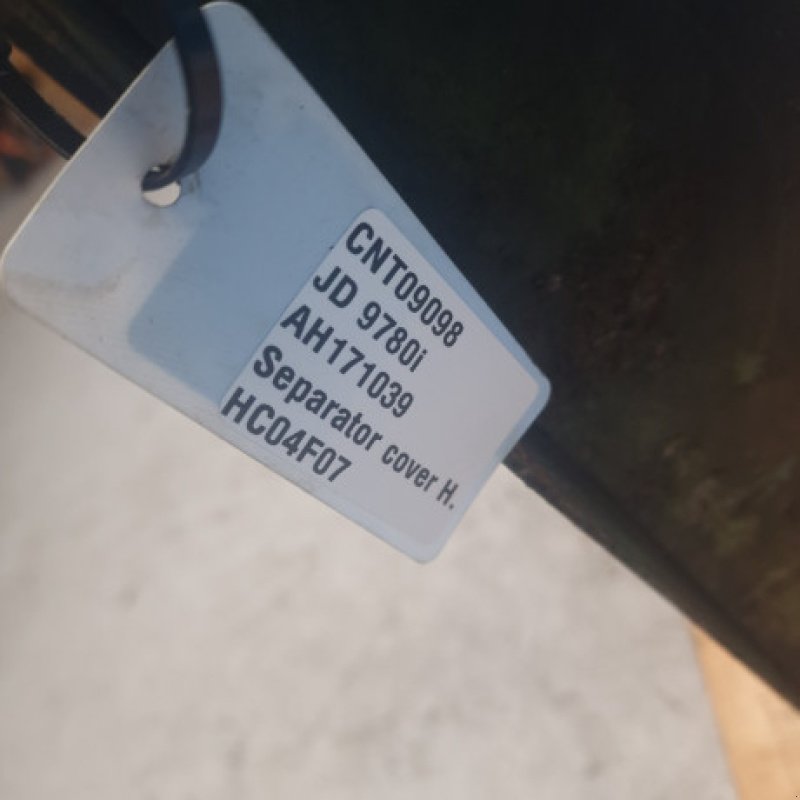 CNT09098
JD 9780i
AH171039
Separator cover H.
HC04F07